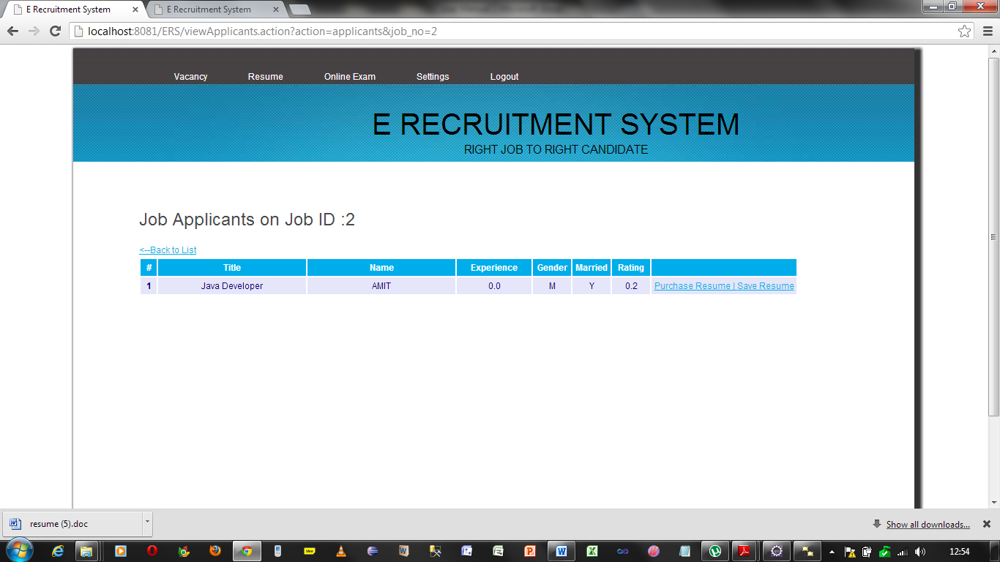 E Recruitment System
E Recruitment System
localhost:8081/ERS/viewApplicants.action?action=applicants&job_no=2
Vacancy Resume Online Exam Settings Logout
E RECRUITMENT SYSTEM
RIGHT JOB TO RIGHT CANDIDATE
Job Applicants on Job ID :2
<--Back to List
# Title Name Experience Gender Married Rating
1 Java Developer AMIT 0.0 M Y 0.2 Purchase Resume | Save Resume
resume (5).doc
Show all downloads...
12:54